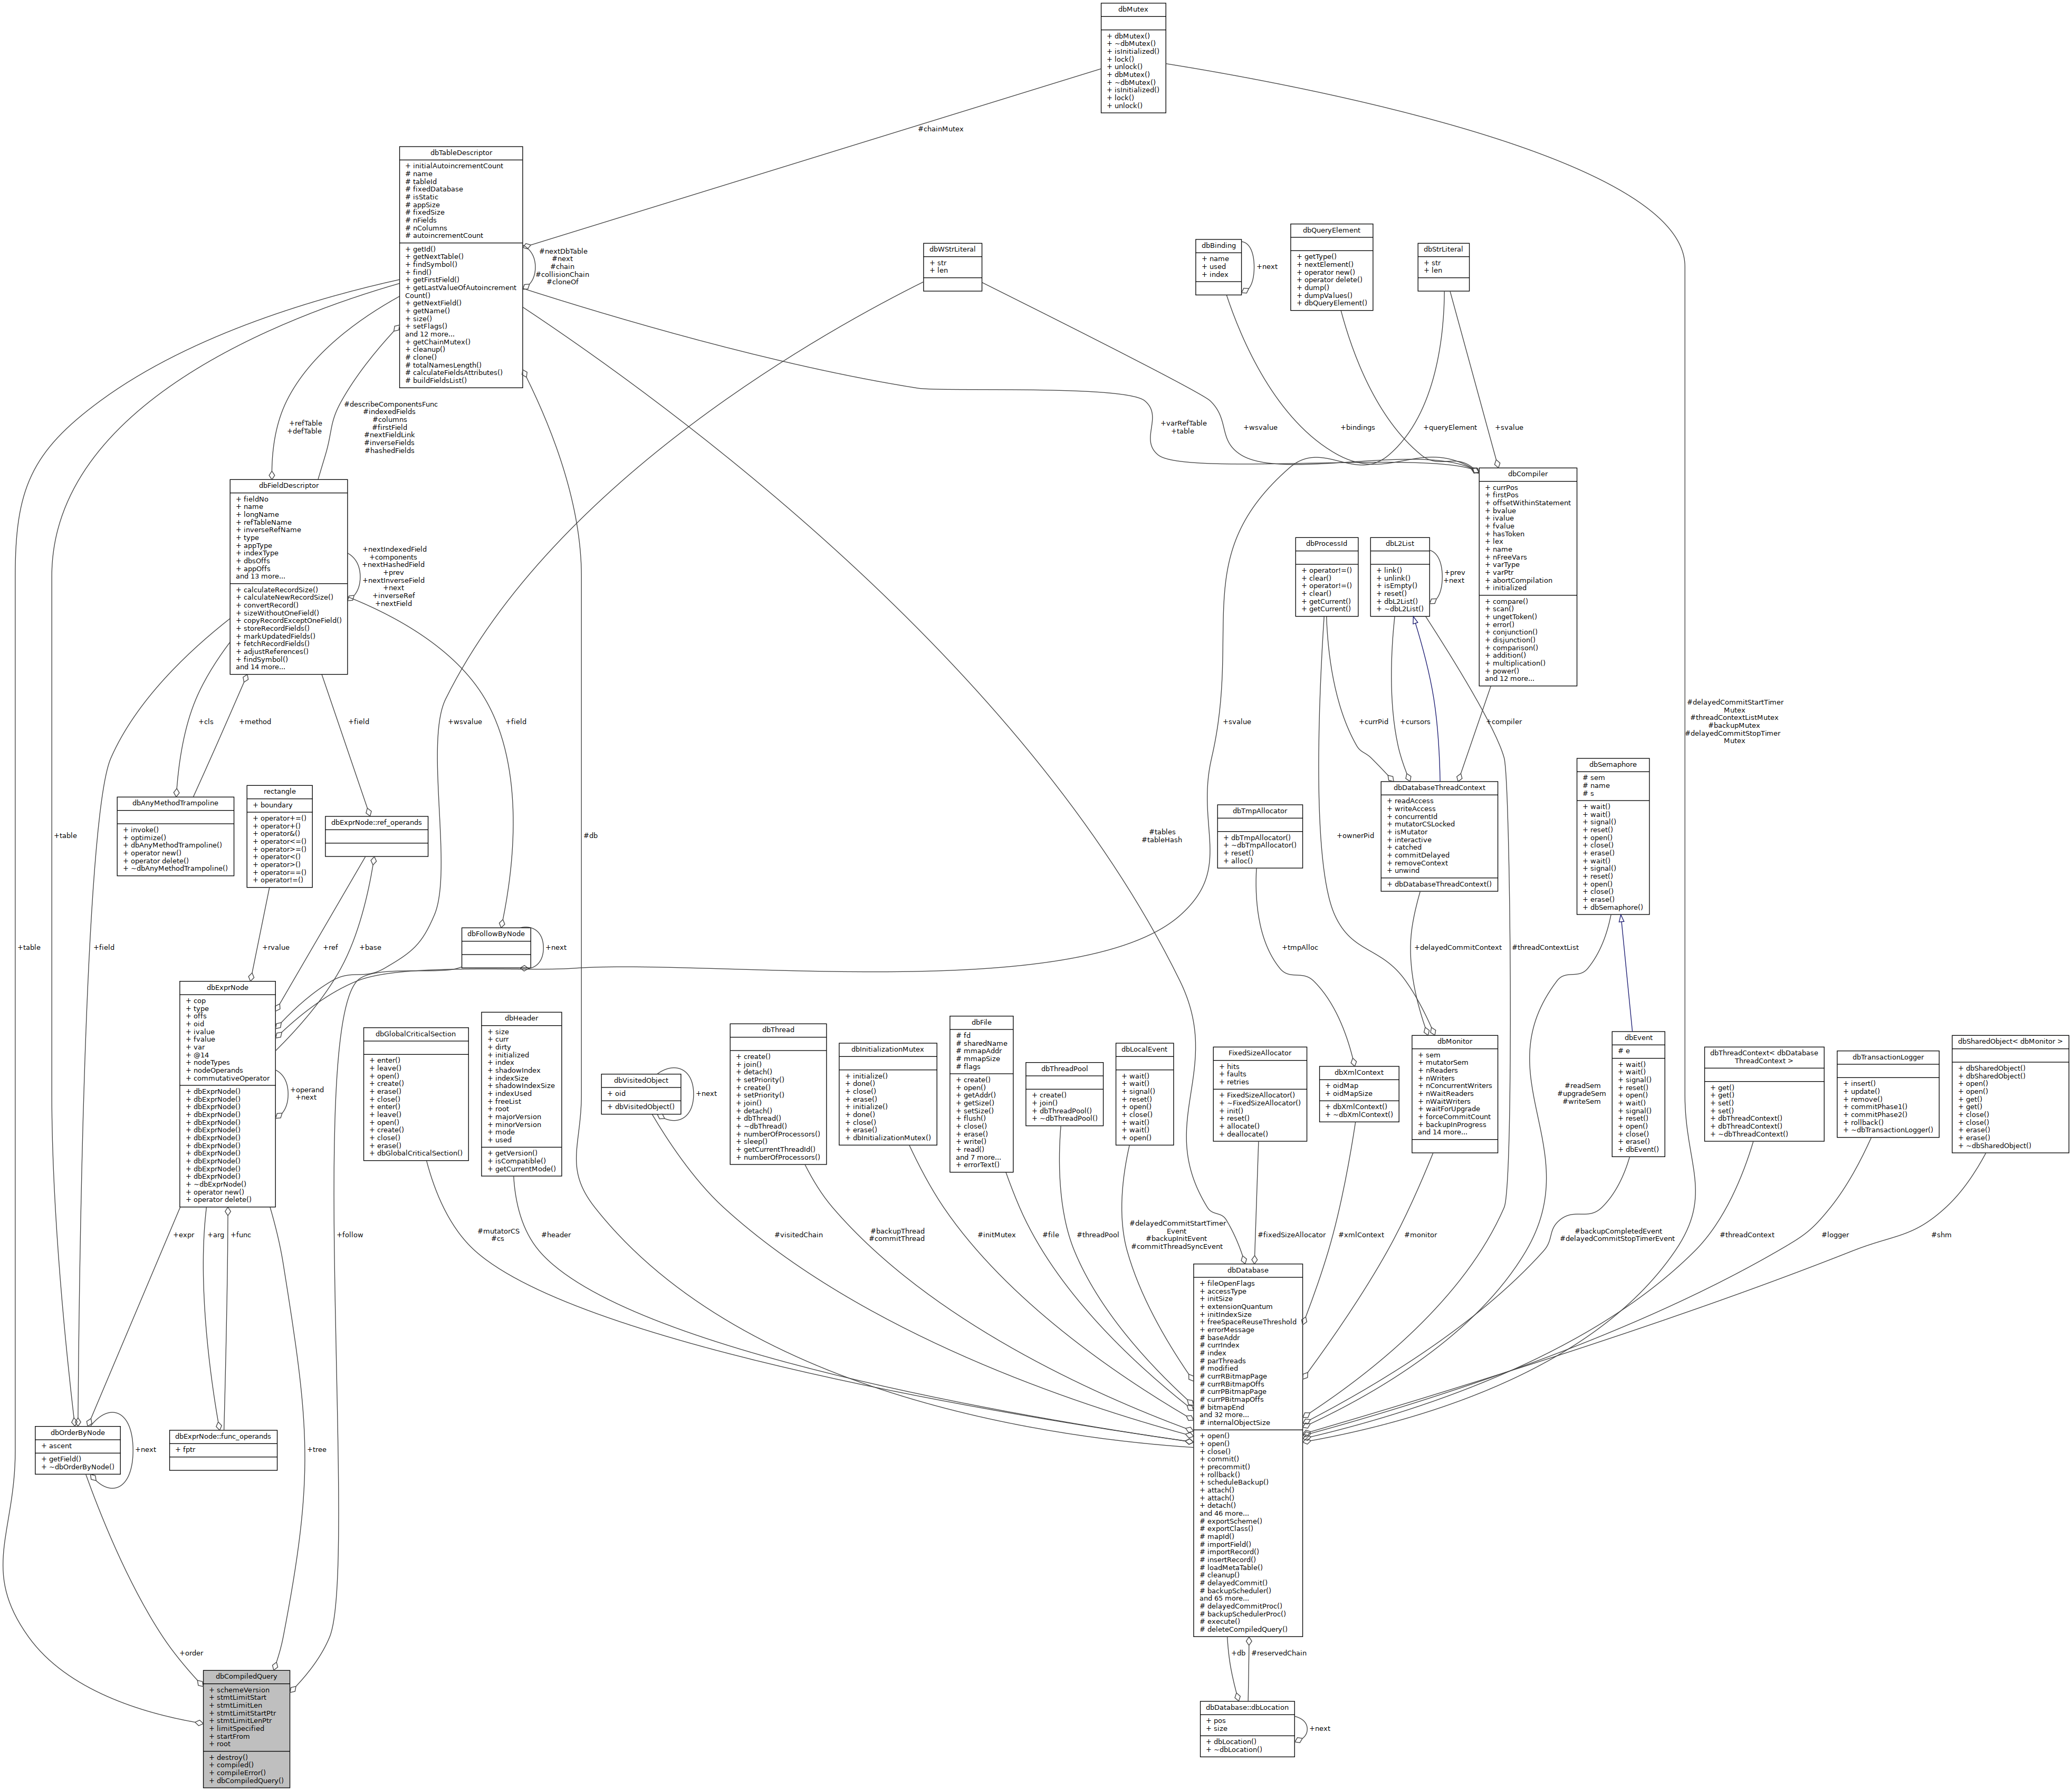 dbMutex
+ dbMutex()
+ ~dbMutex()
+ isInitialized()
+ lock()
+ unlock()
+ dbMutex()
+ ~dbMutex()
+ isInitialized()
+ lock()
+ unlock()
#chainMutex
dbTableDescriptor
+ initialAutoincrementCount
# name
# tableId
# fixedDatabase
# isStatic
# appSize
# fixedSize
# nFields
# nColumns
# autoincrementCount
+ getId()
+ getNextTable()
+ findSymbol()
+ find()
+ getFirstField()
+ getLastValueOfAutoincrement
Count()
+ getNextField()
+ getName()
+ size()
+ setFlags()
and 12 more...
+ getChainMutex()
+ cleanup()
# clone()
# totalNamesLength()
# calculateFieldsAttributes()
# buildFieldsList()
#nextDbTable
#next
#chain
#collisionChain
#cloneOf
dbWStrLiteral
+ str
+ len
dbBinding
+ name
+ used
+ index
+next
dbQueryElement
+ getType()
+ nextElement()
+ operator new()
+ operator delete()
+ dump()
+ dumpValues()
+ dbQueryElement()
dbStrLiteral
+ str
+ len
+refTable
+defTable
#describeComponentsFunc
#indexedFields
#columns
#firstField
#nextFieldLink
#inverseFields
#hashedFields
+varRefTable
+table
+wsvalue
+bindings
+queryElement
+svalue
dbFieldDescriptor
+ fieldNo
+ name
+ longName
+ refTableName
+ inverseRefName
+ type
+ appType
+ indexType
+ dbsOffs
+ appOffs
and 13 more...
+ calculateRecordSize()
+ calculateNewRecordSize()
+ convertRecord()
+ sizeWithoutOneField()
+ copyRecordExceptOneField()
+ storeRecordFields()
+ markUpdatedFields()
+ fetchRecordFields()
+ adjustReferences()
+ findSymbol()
and 14 more...
+nextIndexedField
+components
+nextHashedField
+prev
+nextInverseField
+next
+inverseRef
+nextField
dbProcessId
+ operator!=()
+ clear()
+ operator!=()
+ clear()
+ getCurrent()
+ getCurrent()
dbL2List
+ link()
+ unlink()
+ isEmpty()
+ reset()
+ dbL2List()
+ ~dbL2List()
+prev
+next
dbCompiler
+ currPos
+ firstPos
+ offsetWithinStatement
+ bvalue
+ ivalue
+ fvalue
+ hasToken
+ lex
+ name
+ nFreeVars
+ varType
+ varPtr
+ abortCompilation
+ initialized
+ compare()
+ scan()
+ ungetToken()
+ error()
+ conjunction()
+ disjunction()
+ comparison()
+ addition()
+ multiplication()
+ power()
and 12 more...
+cls
+method
+field
+wsvalue
+field
+svalue
+currPid
+cursors
+compiler
#delayedCommitStartTimer
Mutex
#threadContextListMutex
#backupMutex
#delayedCommitStopTimer
Mutex
dbAnyMethodTrampoline
+ invoke()
+ optimize()
+ dbAnyMethodTrampoline()
+ operator new()
+ operator delete()
+ ~dbAnyMethodTrampoline()
rectangle
+ boundary
+ operator+=()
+ operator+()
+ operator&()
+ operator<=()
+ operator>=()
+ operator<()
+ operator>()
+ operator==()
+ operator!=()
dbExprNode::ref_operands
+table
#db
#tables
#tableHash
dbTmpAllocator
+ dbTmpAllocator()
+ ~dbTmpAllocator()
+ reset()
+ alloc()
+ownerPid
dbDatabaseThreadContext
+ readAccess
+ writeAccess
+ concurrentId
+ mutatorCSLocked
+ isMutator
+ interactive
+ catched
+ commitDelayed
+ removeContext
+ unwind
+ dbDatabaseThreadContext()
dbSemaphore
# sem
# name
# s
+ wait()
+ wait()
+ signal()
+ reset()
+ open()
+ close()
+ erase()
+ wait()
+ signal()
+ reset()
+ open()
+ close()
+ erase()
+ dbSemaphore()
+table
+field
+rvalue
+ref
+base
dbFollowByNode
+next
+tmpAlloc
+delayedCommitContext
#threadContextList
dbExprNode
+ cop
+ type
+ offs
+ oid
+ ivalue
+ fvalue
+ var
+ @14
+ nodeTypes
+ nodeOperands
+ commutativeOperator
+ dbExprNode()
+ dbExprNode()
+ dbExprNode()
+ dbExprNode()
+ dbExprNode()
+ dbExprNode()
+ dbExprNode()
+ dbExprNode()
+ dbExprNode()
+ dbExprNode()
+ dbExprNode()
+ dbExprNode()
+ ~dbExprNode()
+ operator new()
+ operator delete()
+operand
+next
dbGlobalCriticalSection
+ enter()
+ leave()
+ open()
+ create()
+ erase()
+ close()
+ enter()
+ leave()
+ open()
+ create()
+ close()
+ erase()
+ dbGlobalCriticalSection()
dbHeader
+ size
+ curr
+ dirty
+ initialized
+ index
+ shadowIndex
+ indexSize
+ shadowIndexSize
+ indexUsed
+ freeList
+ root
+ majorVersion
+ minorVersion
+ mode
+ used
+ getVersion()
+ isCompatible()
+ getCurrentMode()
dbVisitedObject
+ oid
+ dbVisitedObject()
+next
dbThread
+ create()
+ join()
+ detach()
+ setPriority()
+ create()
+ setPriority()
+ join()
+ detach()
+ dbThread()
+ ~dbThread()
+ numberOfProcessors()
+ sleep()
+ getCurrentThreadId()
+ numberOfProcessors()
dbInitializationMutex
+ initialize()
+ done()
+ close()
+ erase()
+ initialize()
+ done()
+ close()
+ erase()
+ dbInitializationMutex()
dbFile
# fd
# sharedName
# mmapAddr
# mmapSize
# flags
+ create()
+ open()
+ getAddr()
+ getSize()
+ setSize()
+ flush()
+ close()
+ erase()
+ write()
+ read()
and 7 more...
+ errorText()
dbThreadPool
+ create()
+ join()
+ dbThreadPool()
+ ~dbThreadPool()
dbLocalEvent
+ wait()
+ wait()
+ signal()
+ reset()
+ open()
+ close()
+ wait()
+ wait()
+ open()
FixedSizeAllocator
+ hits
+ faults
+ retries
+ FixedSizeAllocator()
+ ~FixedSizeAllocator()
+ init()
+ reset()
+ allocate()
+ deallocate()
dbXmlContext
+ oidMap
+ oidMapSize
+ dbXmlContext()
+ ~dbXmlContext()
dbMonitor
+ sem
+ mutatorSem
+ nReaders
+ nWriters
+ nConcurrentWriters
+ nWaitReaders
+ nWaitWriters
+ waitForUpgrade
+ forceCommitCount
+ backupInProgress
and 14 more...
#readSem
#upgradeSem
#writeSem
dbEvent
# e
+ wait()
+ wait()
+ signal()
+ reset()
+ open()
+ wait()
+ signal()
+ reset()
+ open()
+ close()
+ erase()
+ dbEvent()
dbThreadContext< dbDatabase
ThreadContext >
+ get()
+ get()
+ set()
+ set()
+ dbThreadContext()
+ dbThreadContext()
+ ~dbThreadContext()
dbTransactionLogger
+ insert()
+ update()
+ remove()
+ commitPhase1()
+ commitPhase2()
+ rollback()
+ ~dbTransactionLogger()
dbSharedObject< dbMonitor >
+ dbSharedObject()
+ dbSharedObject()
+ open()
+ open()
+ get()
+ get()
+ close()
+ close()
+ erase()
+ erase()
+ ~dbSharedObject()
+expr
+arg
+func
+follow
#mutatorCS
#cs
#header
#visitedChain
#backupThread
#commitThread
#initMutex
#file
#threadPool
#delayedCommitStartTimer
Event
#backupInitEvent
#commitThreadSyncEvent
#fixedSizeAllocator
#xmlContext
#monitor
#backupCompletedEvent
#delayedCommitStopTimerEvent
#threadContext
#logger
#shm
dbDatabase
+ fileOpenFlags
+ accessType
+ initSize
+ extensionQuantum
+ initIndexSize
+ freeSpaceReuseThreshold
+ errorMessage
# baseAddr
# currIndex
# index
# parThreads
# modified
# currRBitmapPage
# currRBitmapOffs
# currPBitmapPage
# currPBitmapOffs
# bitmapEnd
and 32 more...
# internalObjectSize
+ open()
+ open()
+ close()
+ commit()
+ precommit()
+ rollback()
+ scheduleBackup()
+ attach()
+ attach()
+ detach()
and 46 more...
# exportScheme()
# exportClass()
# mapId()
# importField()
# importRecord()
# insertRecord()
# loadMetaTable()
# cleanup()
# delayedCommit()
# backupScheduler()
and 65 more...
# delayedCommitProc()
# backupSchedulerProc()
# execute()
# deleteCompiledQuery()
dbOrderByNode
+ ascent
+ getField()
+ ~dbOrderByNode()
+next
dbExprNode::func_operands
+ fptr
+tree
+order
+db
#reservedChain
dbCompiledQuery
+ schemeVersion
+ stmtLimitStart
+ stmtLimitLen
+ stmtLimitStartPtr
+ stmtLimitLenPtr
+ limitSpecified
+ startFrom
+ root
+ destroy()
+ compiled()
+ compileError()
+ dbCompiledQuery()
dbDatabase::dbLocation
+ pos
+ size
+ dbLocation()
+ ~dbLocation()
+next